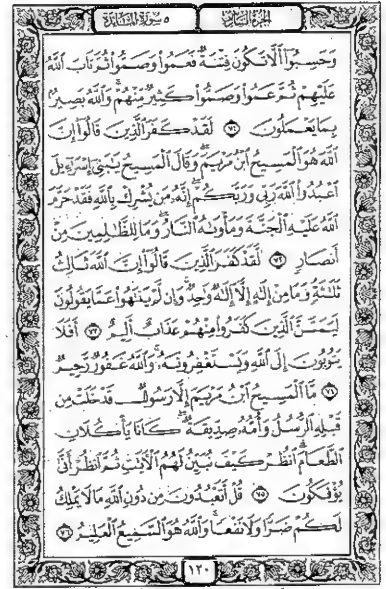 الجزء السادس ٥ سورة المائدة
وَحَسِبُوٓا۟ أَلَّا تَكُونَ فِتْنَةٌ فَعَمُوا۟ وَصَمُّوا۟ ثُمَّ تَابَ ٱللَّهُ
عَلَيْهِمْ ثُمَّ عَمُوا۟ وَصَمُّوا۟ كَثِيرٌ مِّنْهُمْ وَٱللَّهُ بَصِيرٌۢ
بِمَا يَعْمَلُونَ ٧١ لَقَدْ كَفَرَ ٱلَّذِينَ قَالُوٓا۟ إِنَّ
ٱللَّهَ هُوَ ٱلْمَسِيحُ ٱبْنُ مَرْيَمَ وَقَالَ ٱلْمَسِيحُ يَٰبَنِىٓ إِسْرَٰٓءِيلَ
ٱعْبُدُوا۟ ٱللَّهَ رَبِّى وَرَبَّكُمْ إِنَّهُۥ مَن يُشْرِكْ بِٱللَّهِ فَقَدْ حَرَّمَ
ٱللَّهُ عَلَيْهِ ٱلْجَنَّةَ وَمَأْوَىٰهُ ٱلنَّارُ وَمَا لِلظَّٰلِمِينَ مِنْ
أَنصَارٍ ٧٢ لَّقَدْ كَفَرَ ٱلَّذِينَ قَالُوٓا۟ إِنَّ ٱللَّهَ ثَالِثُ
ثَلَٰثَةٍ وَمَا مِنْ إِلَٰهٍ إِلَّآ إِلَٰهٌ وَٰحِدٌ وَإِن لَّمْ يَنتَهُوا۟ عَمَّا يَقُولُونَ
لَيَمَسَّنَّ ٱلَّذِينَ كَفَرُوا۟ مِنْهُمْ عَذَابٌ أَلِيمٌ ٧٣ أَفَلَا
يَتُوبُونَ إِلَى ٱللَّهِ وَيَسْتَغْفِرُونَهُۥ وَٱللَّهُ غَفُورٌ رَّحِيمٌ
٧٤ مَّا ٱلْمَسِيحُ ٱبْنُ مَرْيَمَ إِلَّا رَسُولٌ قَدْ خَلَتْ مِن
قَبْلِهِ ٱلرُّسُلُ وَأُمُّهُۥ صِدِّيقَةٌ كَانَا يَأْكُلَانِ
ٱلطَّعَامَ ٱنظُرْ كَيْفَ نُبَيِّنُ لَهُمُ ٱلْءَايَٰتِ ثُمَّ ٱنظُرْ أَنَّىٰ
يُؤْفَكُونَ ٧٥ قُلْ أَتَعْبُدُونَ مِن دُونِ ٱللَّهِ مَا لَا يَمْلِكُ
لَكُمْ ضَرًّا وَلَا نَفْعًا وَٱللَّهُ هُوَ ٱلسَّمِيعُ ٱلْعَلِيمُ ٧٦
١٢٠